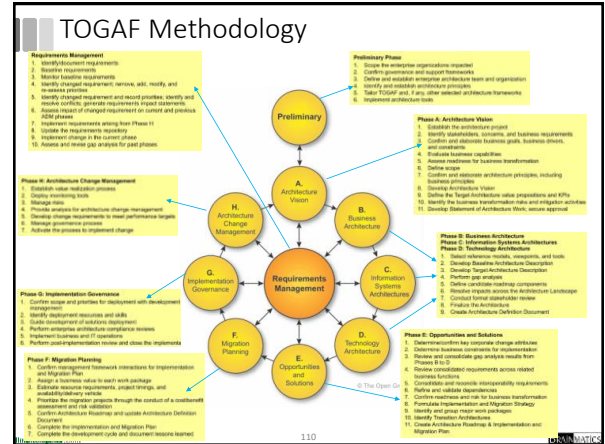 TOGAF Methodology
Requirements Management
1. Identify/document requirements
2. Baseline requirements
3. Monitor baseline requirements
4. Identify changed requirement; remove, add, modify, and
re-assess priorities
5. Identify changed requirement and record priorities; identify and
resolve conflicts; generate requirements impact statements
6. Assess impact of changed requirement on current and previous
ADM phases
7. Implement requirements arising from Phase H
8. Update the requirements repository
9. Implement change in the current phase
10. Assess and revise gap analysis for past phases
Preliminary Phase
1. Scope the enterprise organizations impacted
2. Confirm governance and support frameworks
3. Define and establish enterprise architecture team and organization
4. Identify and establish architecture principles
5. Tailor TOGAF and, if any, other selected architecture frameworks
6. Implement architecture tools
Phase A: Architecture Vision
1. Establish the architecture project
2. Identify stakeholders, concerns, and business requirements
3. Confirm and elaborate business goals, business drivers,
and constraints
4. Evaluate business capabilities
5. Assess readiness for business transformation
6. Define scope
7. Confirm and elaborate architecture principles, including
business principles
8. Develop Architecture Vision
9. Define the Target Architecture value propositions and KPIs
10. Identify the business transformation risks and mitigation activities
11. Develop Statement of Architecture Work; secure approval
Phase H: Architecture Change Management
1. Establish value realization process
2. Deploy monitoring tools
3. Manage risks
4. Provide analysis for architecture change management
5. Develop change requirements to meet performance targets
6. Manage governance process
7. Activate the process to implement change
Preliminary
A.
Architecture
Vision
H.
Architecture
Change
Management
B.
Business
Architecture
G.
Implementation
Governance
Requirements
Management
C.
Information
Systems
Architectures
F.
Migration
Planning
D.
Technology
Architecture
E.
Opportunities
and
Solutions
© The Open
Phase B: Business Architecture
Phase C: Information Systems Architectures
Phase D: Technology Architecture
1. Select reference models, viewpoints, and tools
2. Develop Baseline Architecture Description
3. Develop Target Architecture Description
4. Perform gap analysis
5. Define candidate roadmap components
6. Resolve impacts across the Architecture Landscape
7. Conduct formal stakeholder review
8. Finalize the Architecture
9. Create Architecture Definition Document
Phase G: Implementation Governance
1. Confirm scope and priorities for deployment with development
management
2. Identify deployment resources and skills
3. Guide development of solutions deployment
4. Perform enterprise architecture compliance reviews
5. Implement business and IT operations
6. Perform post-implementation review and close the implementa
Phase E: Opportunities and Solutions
1. Determine/confirm key corporate change attributes
2. Determine business constraints for implementation
3. Review and consolidate gap analysis results from
Phases B to D
4. Review consolidated requirements across related
business functions
5. Consolidate and reconcile interoperability requirements
6. Refine and validate dependencies
7. Confirm readiness and risk for business transformation
8. Formulate Implementation and Migration Strategy
9. Identify and group major work packages
10. Identify Transition Architectures
11. Create Architecture Roadmap & Implementation and
Migration Plan
Phase F: Migration Planning
1. Confirm management framework interactions for Implementation
and Migration Plan
2. Assign a business value to each work package
3. Estimate resource requirements, project timings, and
availability/delivery vehicle
4. Prioritize the migration projects through the conduct of a cost/benefit
assessment and risk validation
5. Confirm Architecture Roadmap and update Architecture Definition
Document
6. Complete the Implementation and Migration Plan
7. Complete the development cycle and document lessons learned
110